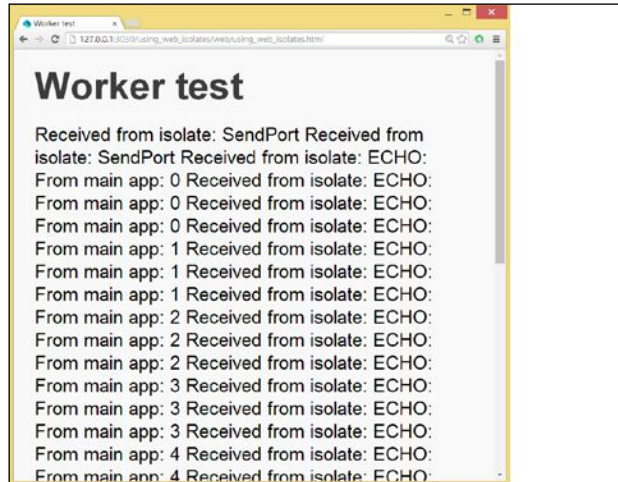 Worker test
127.0.0.1:3030/using_web_isolates/web/using_web_isolates.html
Worker test
Received from isolate: SendPort Received from
isolate: SendPort Received from isolate: ECHO:
From main app: 0 Received from isolate: ECHO:
From main app: 0 Received from isolate: ECHO:
From main app: 0 Received from isolate: ECHO:
From main app: 1 Received from isolate: ECHO:
From main app: 1 Received from isolate: ECHO:
From main app: 1 Received from isolate: ECHO:
From main app: 2 Received from isolate: ECHO:
From main app: 2 Received from isolate: ECHO:
From main app: 2 Received from isolate: ECHO:
From main app: 3 Received from isolate: ECHO:
From main app: 3 Received from isolate: ECHO:
From main app: 3 Received from isolate: ECHO:
From main app: 4 Received from isolate: ECHO:
From main app: 4 Received from isolate: ECHO: